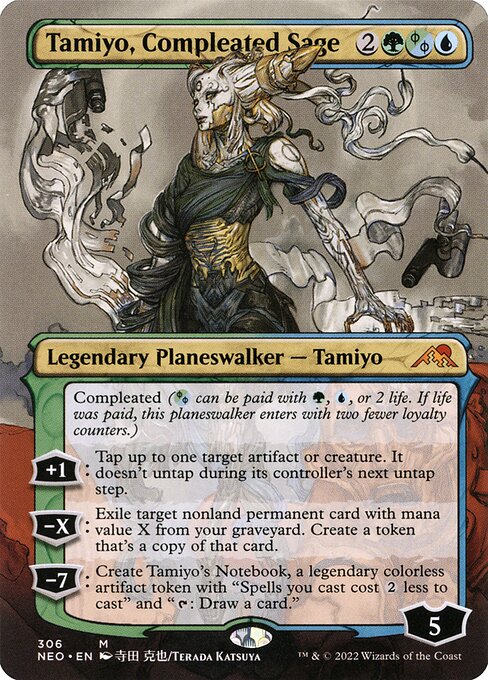 Tamiyo, Compleated Sage 2
Legendary Planeswalker — Tamiyo
Compleated ( can be paid with , , or 2 life. If life
was paid, this planeswalker enters with two fewer loyalty
counters.)
+1: Tap up to one target artifact or creature. It
doesn't untap during its controller's next untap
step.
−X: Exile target nonland permanent card with mana
value X from your graveyard. Create a token
that's a copy of that card.
−7: Create Tamiyo's Notebook, a legendary colorless
artifact token with “Spells you cast cost 2 less to
cast” and “: Draw a card.”
5
306 M
NEO • EN 寺田 克也/Terada Katsuya
™ & © 2022 Wizards of the Coast